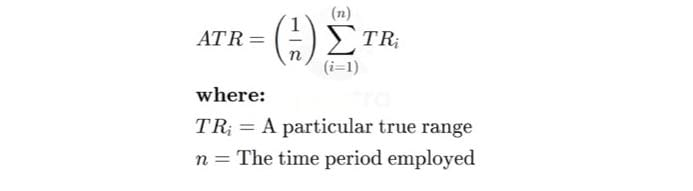 ATR = (1/n) ∑ (i=1) (n) TRᵢ
where:
TRᵢ = A particular true range
n = The time period employed